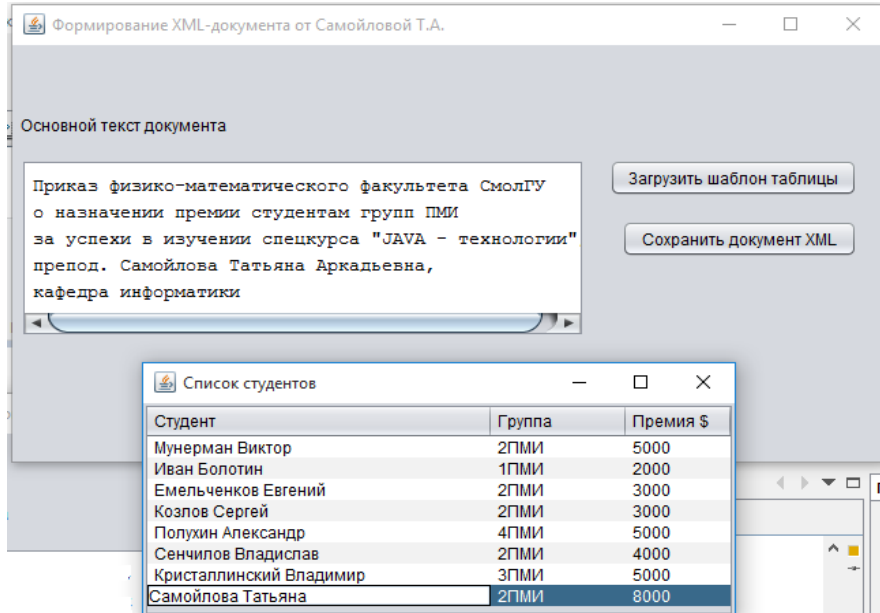 Формирование XML-документа от Самойловой Т.А.
Основной текст документа
Приказ физико-математического факультета СмолГУ
о назначении премии студентам групп ПМИ
за успехи в изучении спецкурса "JAVA - технологии"
препод. Самойлова Татьяна Аркадьевна,
кафедра информатики
Загрузить шаблон таблицы
Сохранить документ XML
Список студентов
Студент Группа Премия $
Мунерман Виктор 2ПМИ 5000
Иван Болотин 1ПМИ 2000
Емельченков Евгений 2ПМИ 3000
Козлов Сергей 2ПМИ 3000
Полухин Александр 4ПМИ 5000
Сенчилов Владислав 2ПМИ 4000
Кристаллинский Владимир 3ПМИ 5000
Самойлова Татьяна 2ПМИ 8000